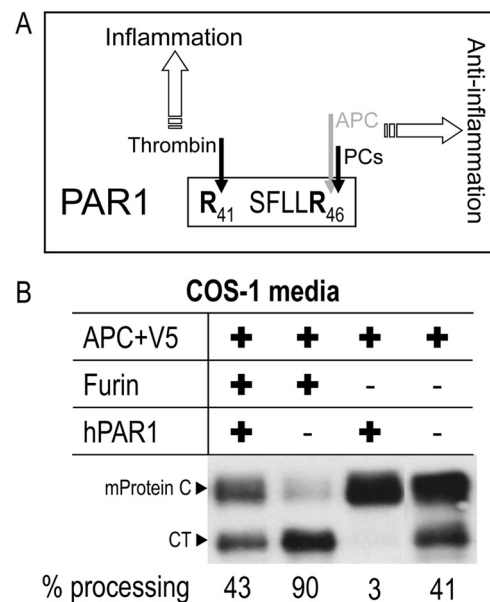 A
Inflammation
Thrombin
APC
PCs
Anti-inflammation
PAR1
R41 SFLLR46
B
COS-1 media
APC+V5 + + + +
Furin + + - -
hPAR1 + - + -
mProtein C ►
CT ►
% processing 43 90 3 41